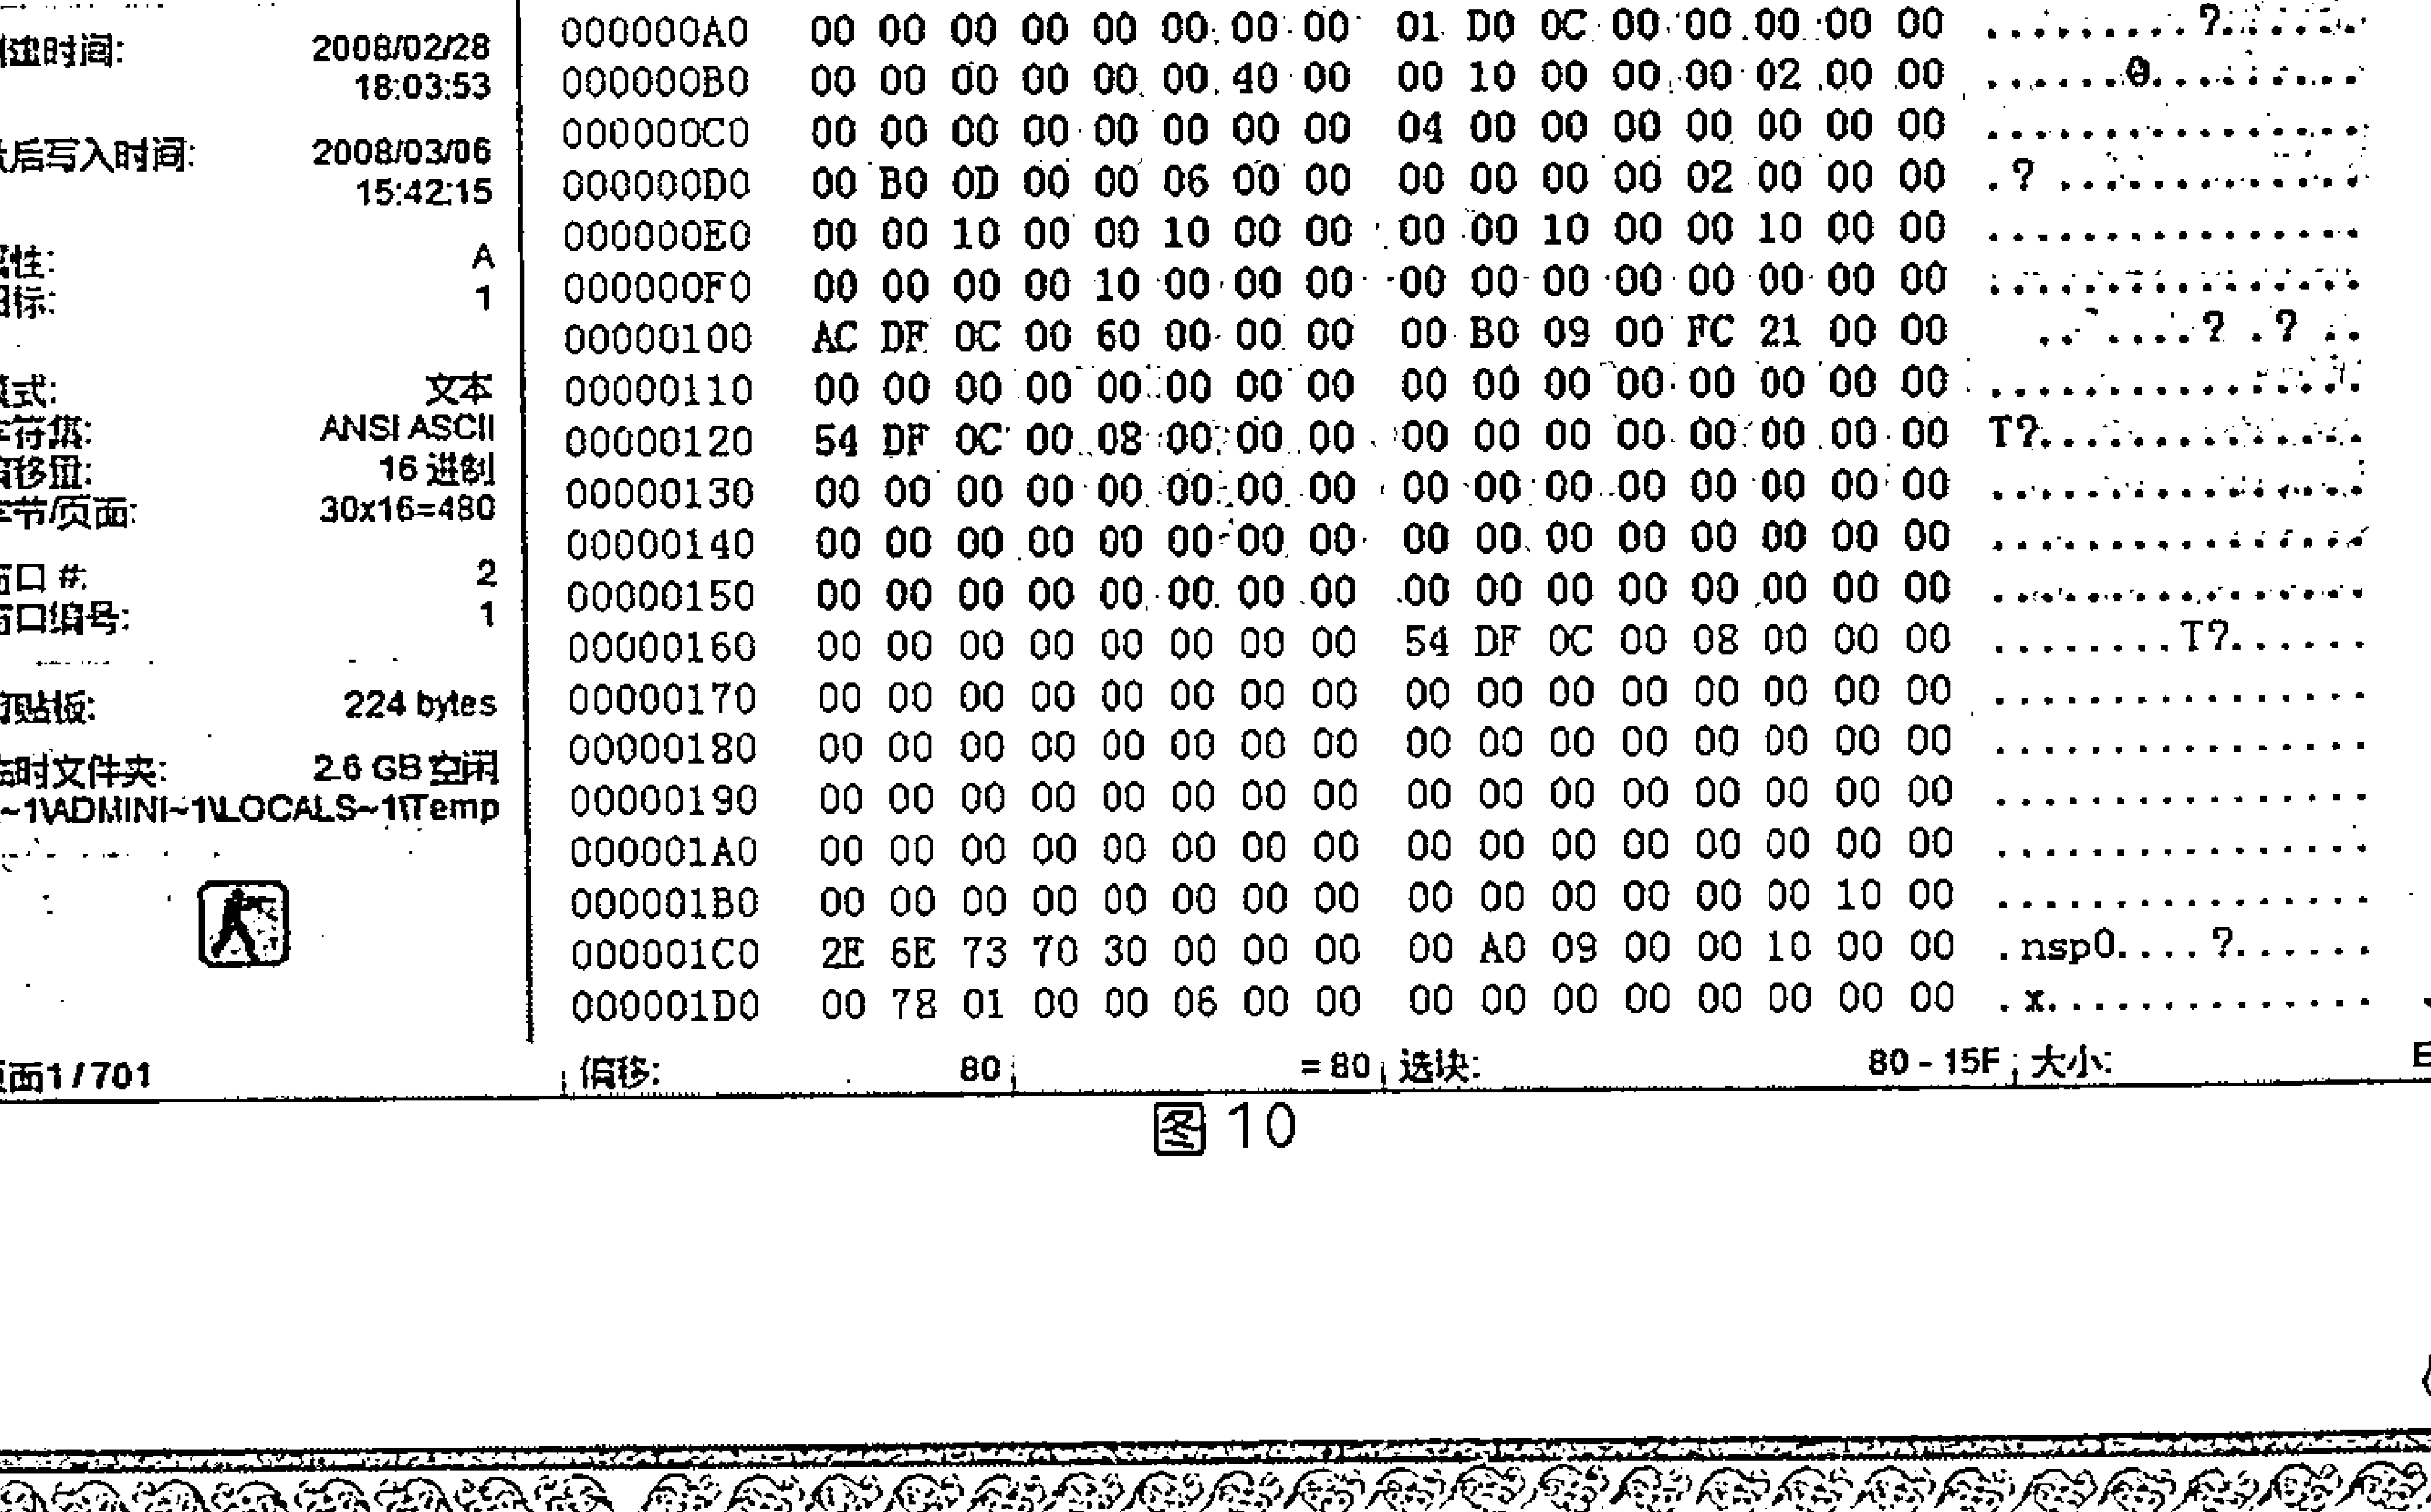 创建时间: 2008/02/28
18:03:53
最后写入时间: 2008/03/06
15:42:15
属性: A
图标: 1
模式: 文本
字符集: ANSI ASCII
偏移量: 16 进制
字节/页面: 30x16=480
窗口 #: 2
窗口编号: 1
剪贴板: 224 bytes
临时文件夹: 2.6 GB 空闲
~1\ADMINI~1\LOCALS~1\Temp
000000A0 00 00 00 00 00 00 00 00 01 D0 0C 00 00 00 00 00 .........?......
000000B0 00 00 00 00 00 00 40 00 00 10 00 00 00 02 00 00 ......@.........
000000C0 00 00 00 00 00 00 00 00 04 00 00 00 00 00 00 00 ................
000000D0 00 B0 0D 00 00 06 00 00 00 00 00 00 02 00 00 00 .? .............
000000E0 00 00 10 00 00 10 00 00 00 00 10 00 00 10 00 00 ................
000000F0 00 00 00 00 10 00 00 00 00 00 00 00 00 00 00 00 ................
00000100 AC DF 0C 00 60 00 00 00 00 B0 09 00 FC 21 00 00 ..`....? .? ..
00000110 00 00 00 00 00 00 00 00 00 00 00 00 00 00 00 00 ................
00000120 54 DF 0C 00 08 00 00 00 00 00 00 00 00 00 00 00 T?..............
00000130 00 00 00 00 00 00 00 00 00 00 00 00 00 00 00 00 ................
00000140 00 00 00 00 00 00 00 00 00 00 00 00 00 00 00 00 ................
00000150 00 00 00 00 00 00 00 00 00 00 00 00 00 00 00 00 ................
00000160 00 00 00 00 00 00 00 00 54 DF 0C 00 08 00 00 00 ........T?......
00000170 00 00 00 00 00 00 00 00 00 00 00 00 00 00 00 00 ................
00000180 00 00 00 00 00 00 00 00 00 00 00 00 00 00 00 00 ................
00000190 00 00 00 00 00 00 00 00 00 00 00 00 00 00 00 00 ................
000001A0 00 00 00 00 00 00 00 00 00 00 00 00 00 00 00 00 ................
000001B0 00 00 00 00 00 00 00 00 00 00 00 00 00 00 10 00 ................
000001C0 2E 6E 73 70 30 00 00 00 00 A0 09 00 00 10 00 00 .nsp0....?......
000001D0 00 78 01 00 00 06 00 00 00 00 00 00 00 00 00 00 .x..............
页面1 / 701 偏移: 80 = 80 选块: 80 - 15F 大小: E
图 10